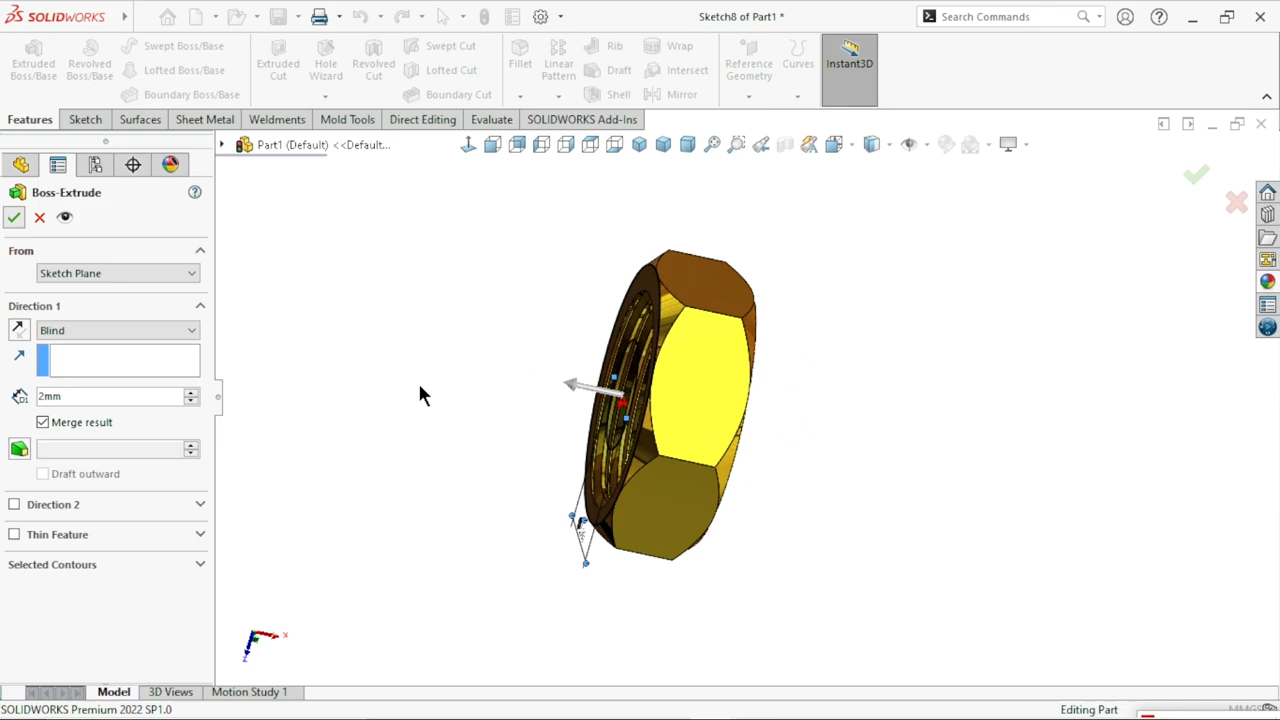 SOLIDWORKS
Sketch8 of Part1 *
Search Commands
Extruded Boss/Base
Revolved Boss/Base
Swept Boss/Base
Lofted Boss/Base
Boundary Boss/Base
Extruded Cut
Hole Wizard
Revolved Cut
Swept Cut
Lofted Cut
Boundary Cut
Fillet
Linear Pattern
Rib
Draft
Shell
Wrap
Intersect
Mirror
Reference Geometry
Curves
Instant3D
Features
Sketch
Surfaces
Sheet Metal
Weldments
Mold Tools
Direct Editing
Evaluate
SOLIDWORKS Add-Ins
Part1 (Default) <<Default...
Boss-Extrude
From
Sketch Plane
Direction 1
Blind
2mm
Merge result
Draft outward
Direction 2
Thin Feature
Selected Contours
X
Z
Model
3D Views
Motion Study 1
SOLIDWORKS Premium 2022 SP1.0
Editing Part